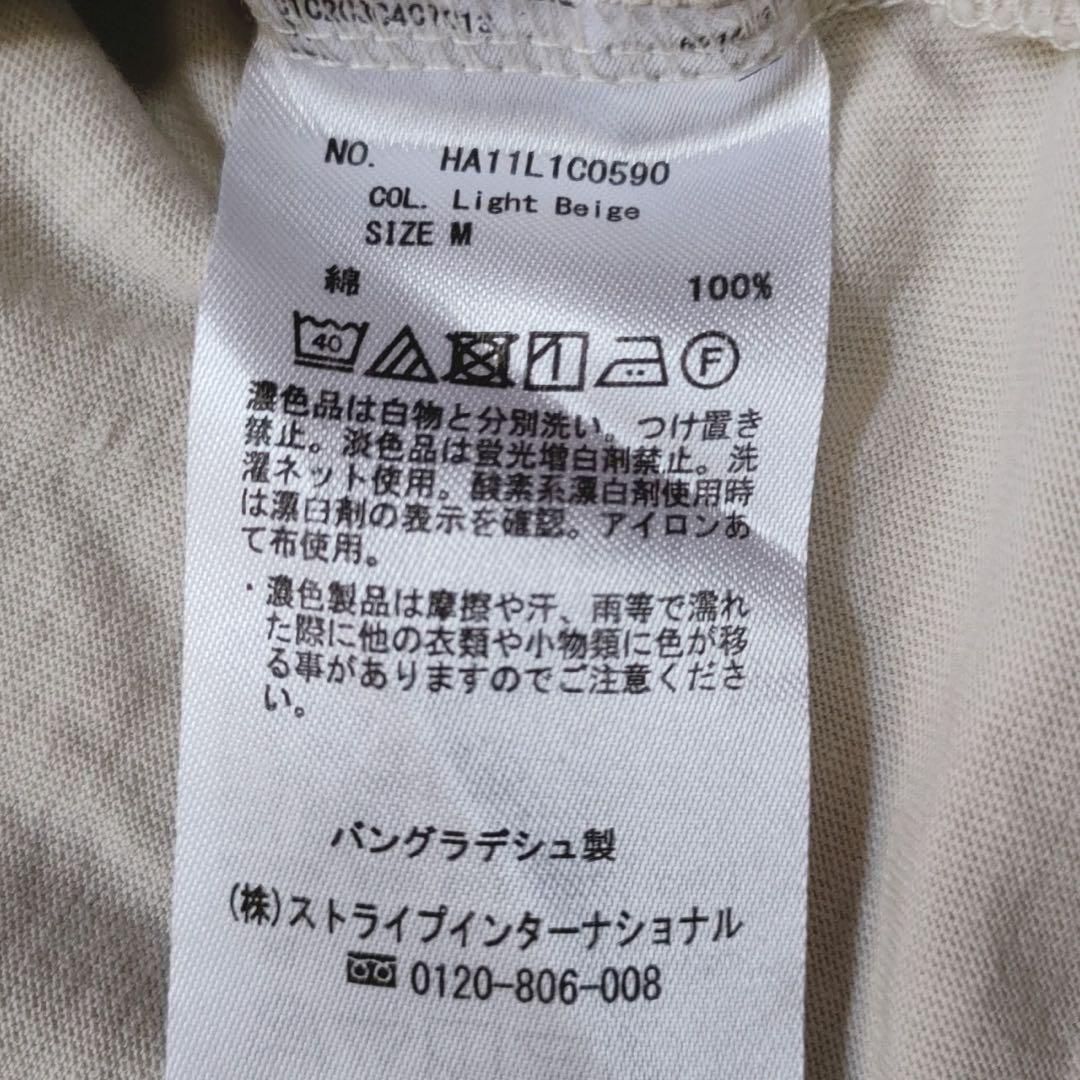 NO. HA11L1C0590
COL. Light Beige
SIZE M
綿 100%
40 F
濃色品は白物と分別洗い。つけ置き
禁止。淡色品は蛍光増白剤禁止。洗
濯ネット使用。酸素系漂白剤使用時
は漂白剤の表示を確認。アイロンあ
て布使用。
・濃色製品は摩擦や汗、雨等で濡れ
た際に他の衣類や小物類に色が移
る事がありますのでご注意くださ
い。
バングラデシュ製
(株)ストライプインターナショナル
0120-806-008